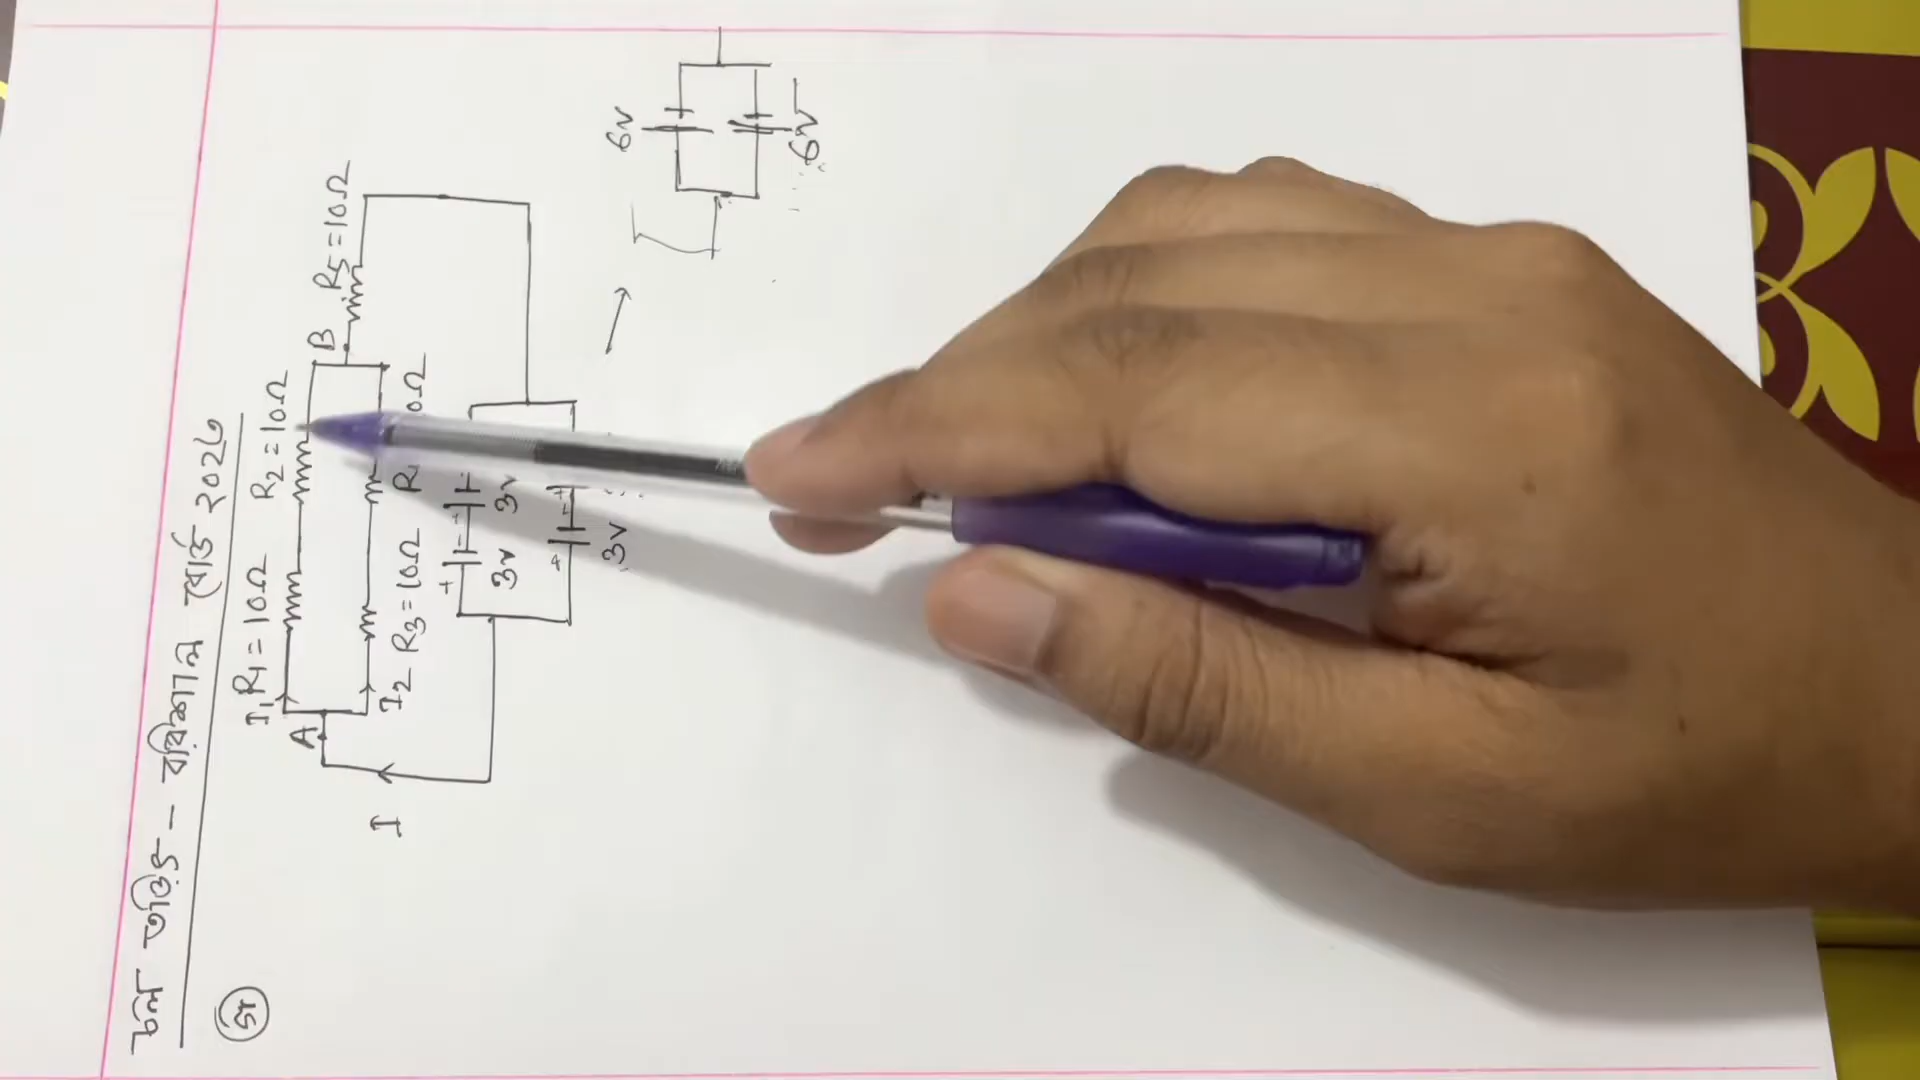 চল তড়িৎ - বরিশাল বোর্ড ২০২৬
গ
I₁ R₁ = 10Ω R₂ = 10Ω
A B R₅ = 10Ω
I₂ R₃ = 10Ω R 0Ω
I
+ - + -
3v 3v
+ - +
3v
6v
6v